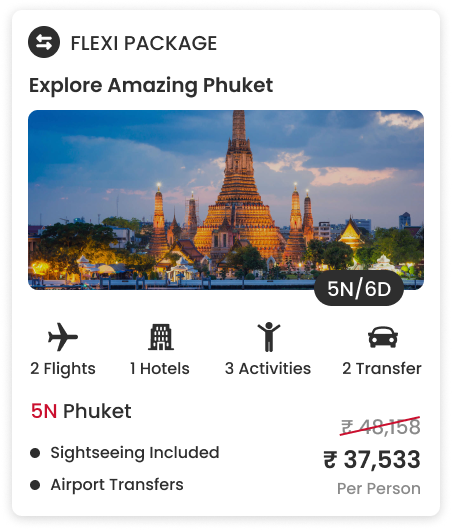 FLEXI PACKAGE
Explore Amazing Phuket
5N/6D
2 Flights 1 Hotels 3 Activities 2 Transfer
5N Phuket
₹ 48,158
Sightseeing Included
₹ 37,533
Airport Transfers
Per Person